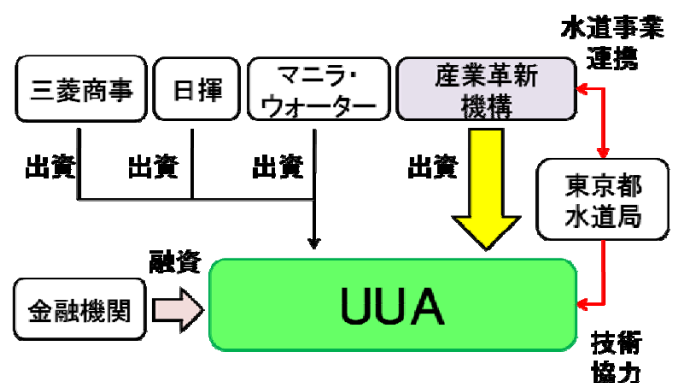 水道事業
連携
三菱商事
日揮
マニラ・
ウォーター
産業革新
機構
出資
出資
出資
出資
東京都
水道局
融資
金融機関
UUA
技術
協力